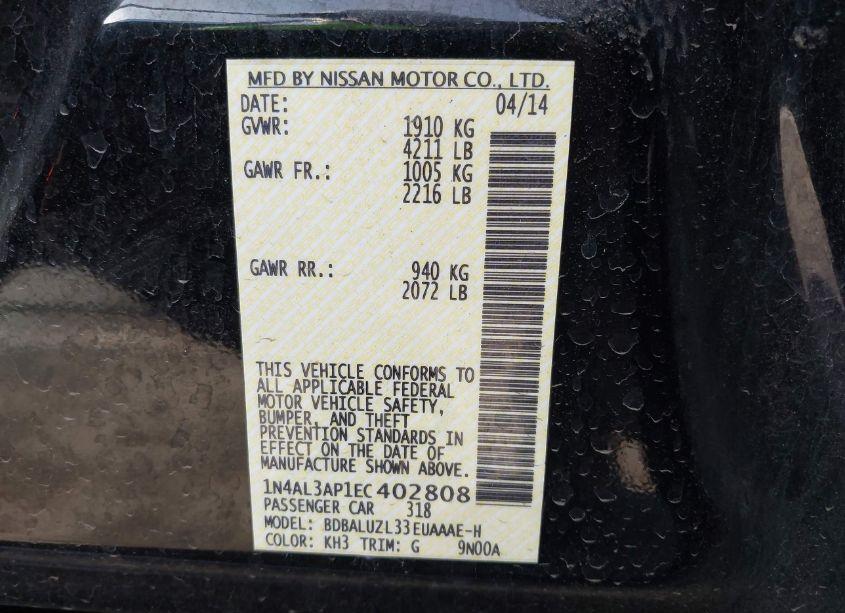 MFD BY NISSAN MOTOR CO., LTD.
DATE: 04/14
GVWR: 1910 KG
4211 LB
GAWR FR.: 1005 KG
2216 LB
GAWR RR.: 940 KG
2072 LB
THIS VEHICLE CONFORMS TO
ALL APPLICABLE FEDERAL
MOTOR VEHICLE SAFETY,
BUMPER, AND THEFT
PREVENTION STANDARDS IN
EFFECT ON THE DATE OF
MANUFACTURE SHOWN ABOVE.
1N4AL3AP1EC402808
PASSENGER CAR 318
MODEL: BDBALUZL33EUAAAE-H
COLOR: KH3 TRIM: G 9N00A